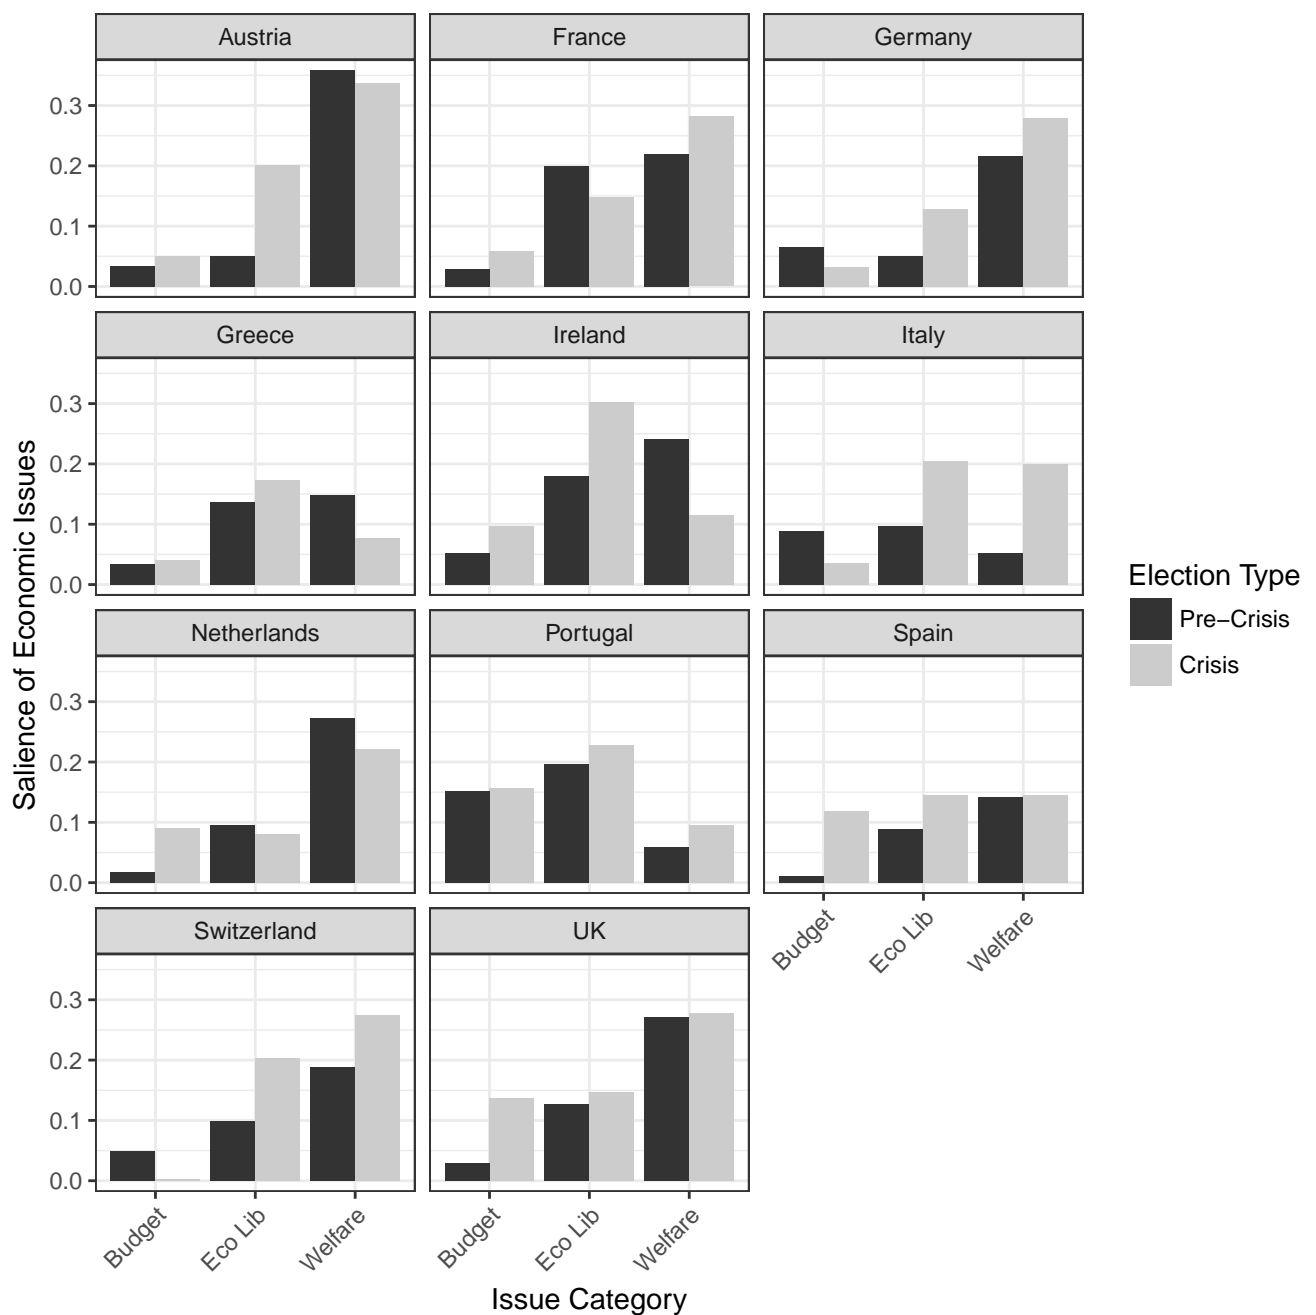 Austria
France
Germany
0.3
0.2
0.1
0.0
Greece
Ireland
Italy
0.3
0.2
0.1
0.0
Netherlands
Portugal
Spain
0.3
0.2
0.1
0.0
Budget
Eco Lib
Welfare
Switzerland
UK
0.3
0.2
0.1
0.0
Budget
Eco Lib
Welfare
Budget
Eco Lib
Welfare
Issue Category
Salience of Economic Issues
Election Type
Pre−Crisis
Crisis